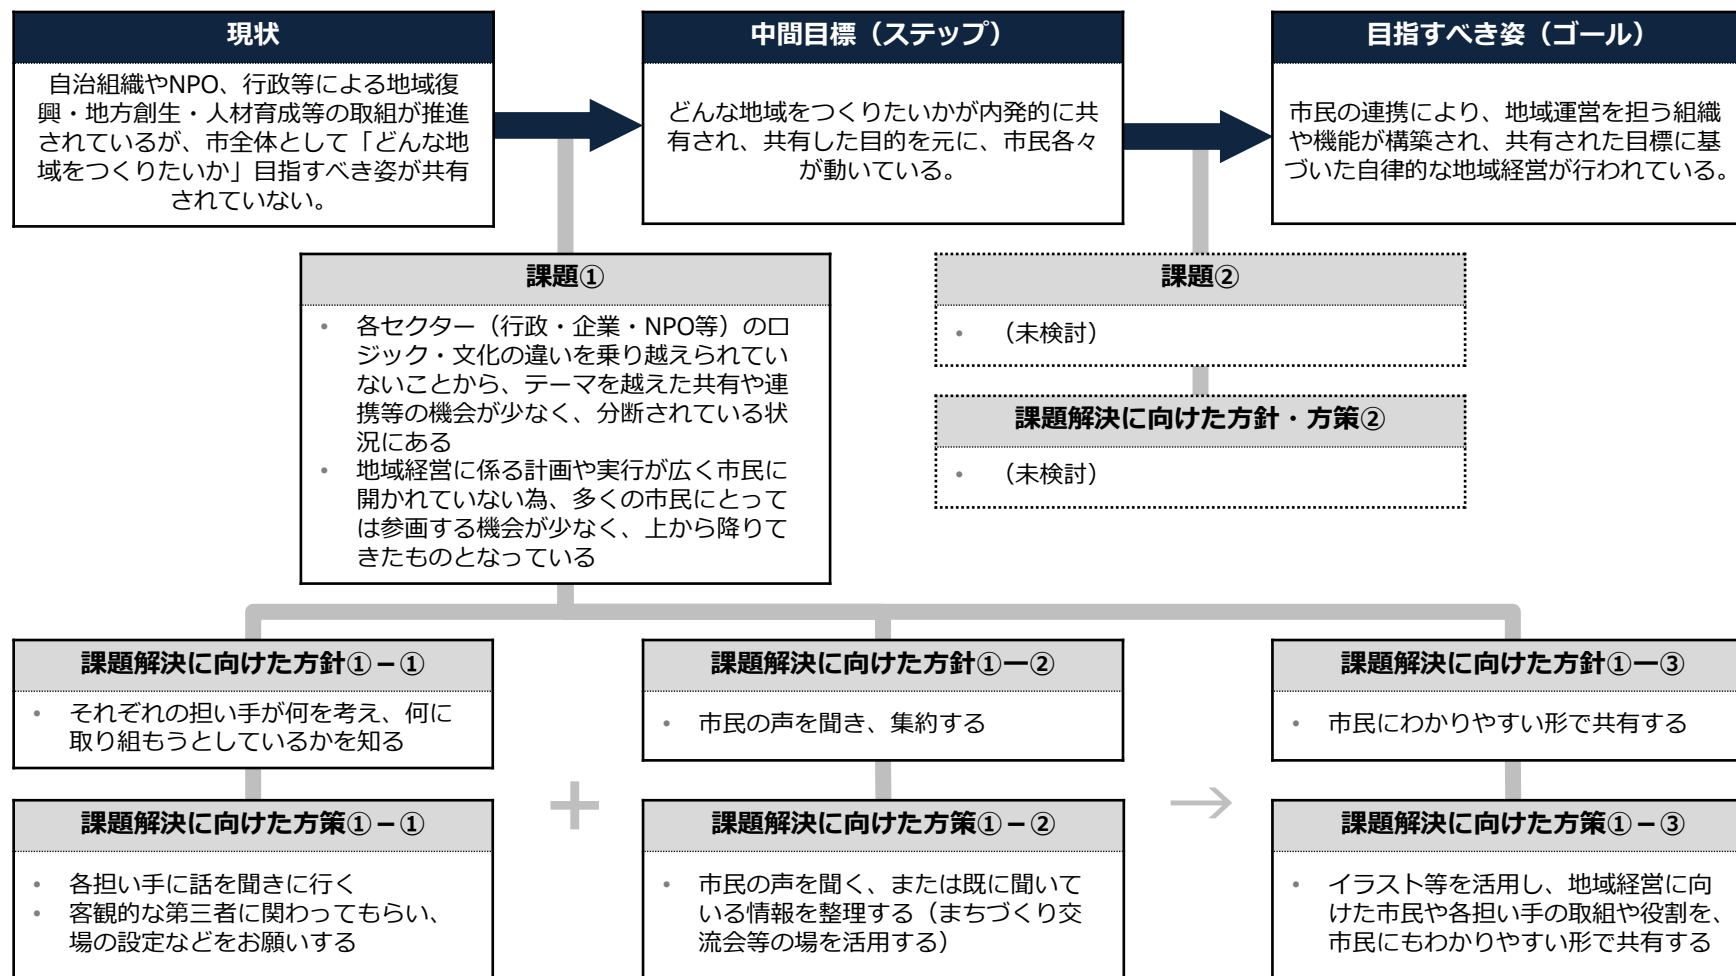 現状
自治組織やNPO、行政等による地域復
興・地方創生・人材育成等の取組が推進
されているが、市全体として「どんな地
域をつくりたいか」目指すべき姿が共有
されていない。
中間目標（ステップ）
どんな地域をつくりたいかが内発的に共
有され、共有した目的を元に、市民各々
が動いている。
目指すべき姿（ゴール）
市民の連携により、地域運営を担う組織
や機能が構築され、共有された目標に基
づいた自律的な地域経営が行われている。
課題①
• 各セクター（行政・企業・NPO等）のロ
ジック・文化の違いを乗り越えられてい
ないことから、テーマを越えた共有や連
携等の機会が少なく、分断されている状
況にある
• 地域経営に係る計画や実行が広く市民に
開かれていない為、多くの市民にとって
は参画する機会が少なく、上から降りて
きたものとなっている
課題②
• （未検討）
課題解決に向けた方針・方策②
• （未検討）
課題解決に向けた方針①－①
• それぞれの担い手が何を考え、何に
取り組もうとしているかを知る
課題解決に向けた方針①ー②
• 市民の声を聞き、集約する
課題解決に向けた方針①ー③
• 市民にわかりやすい形で共有する
課題解決に向けた方策①－①
• 各担い手に話を聞きに行く
• 客観的な第三者に関わってもらい、
場の設定などをお願いする
＋
課題解決に向けた方策①－②
• 市民の声を聞く、または既に聞いて
いる情報を整理する（まちづくり交
流会等の場を活用する）
→
課題解決に向けた方策①－③
• イラスト等を活用し、地域経営に向
けた市民や各担い手の取組や役割を、
市民にもわかりやすい形で共有する